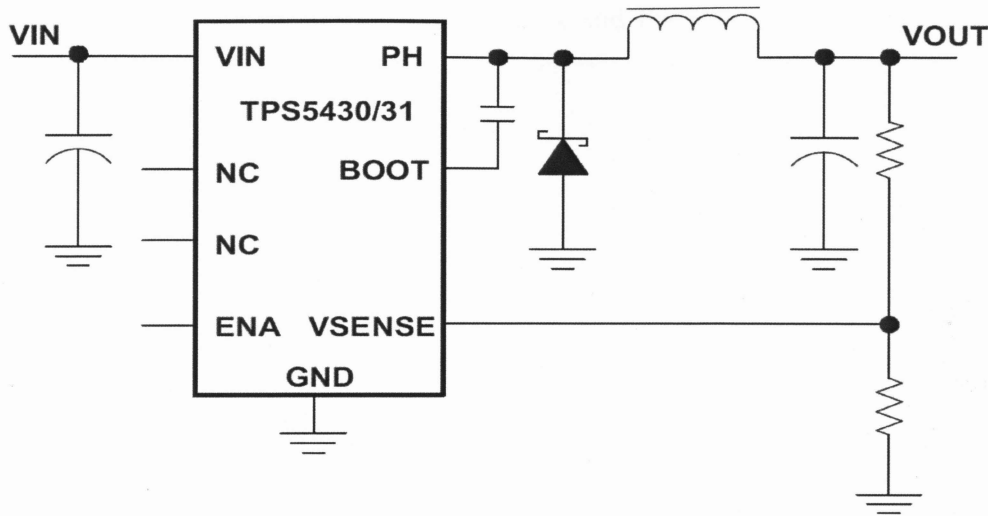 VIN
VOUT
VIN
PH
TPS5430/31
NC
BOOT
NC
ENA
VSENSE
GND